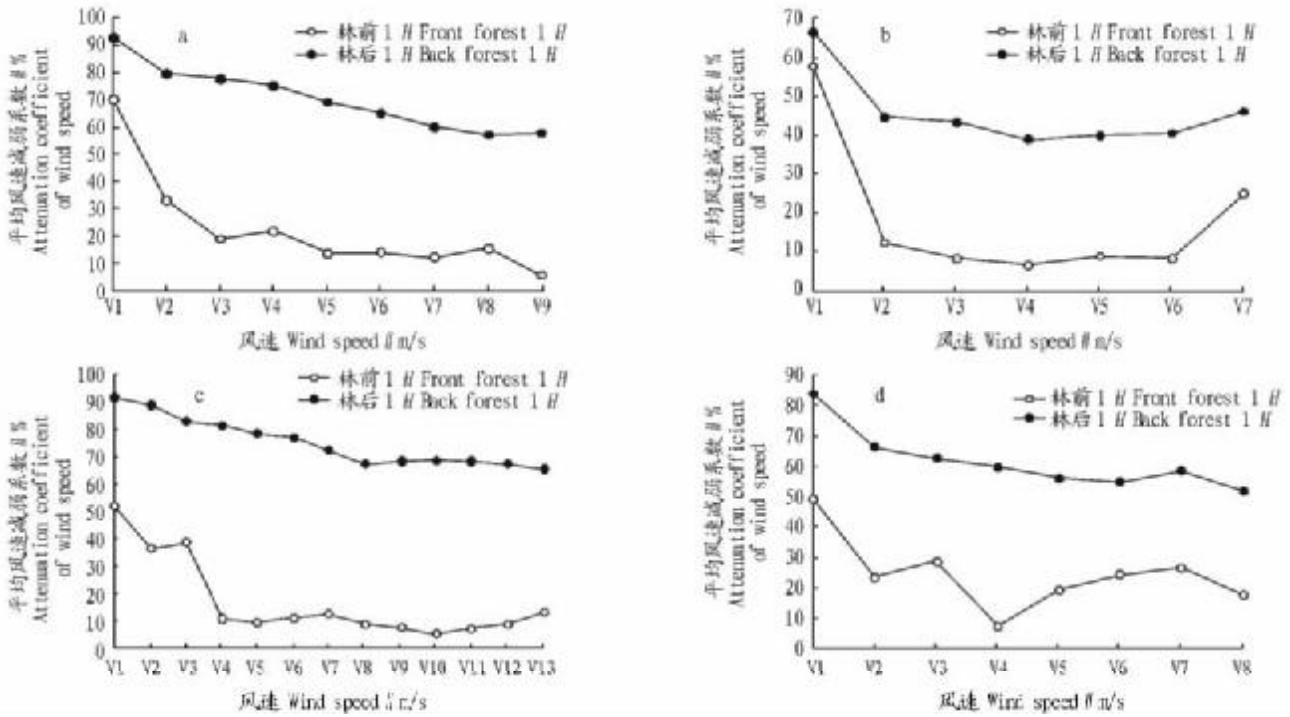 a
林前 1 H Front forest 1 H
林后 1 H Back forest 1 H
平均风速减弱系数 //%
Attenuation coefficient
of wind speed
100
90
80
70
60
50
40
30
20
10
0
V1 V2 V3 V4 V5 V6 V7 V8 V9
风速 Wind speed // m/s
b
林前 1 H Front forest 1 H
林后 1 H Back forest 1 H
平均风速减弱系数 //%
Attenuation coefficient
of wind speed
70
60
50
40
30
20
10
0
V1 V2 V3 V4 V5 V6 V7
风速 Wind speed // m/s
c
林前 1 H Front forest 1 H
林后 1 H Back forest 1 H
平均风速减弱系数 //%
Attenuation coefficient
of wind speed
100
90
80
70
60
50
40
30
20
10
0
V1 V2 V3 V4 V5 V6 V7 V8 V9 V10 V11 V12 V13
风速 Wind speed // m/s
d
林前 1 H Front forest 1 H
林后 1 H Back forest 1 H
平均风速减弱系数 //%
Attenuation coefficient
of wind speed
90
80
70
60
50
40
30
20
10
0
V1 V2 V3 V4 V5 V6 V7 V8
风速 Wind speed // m/s